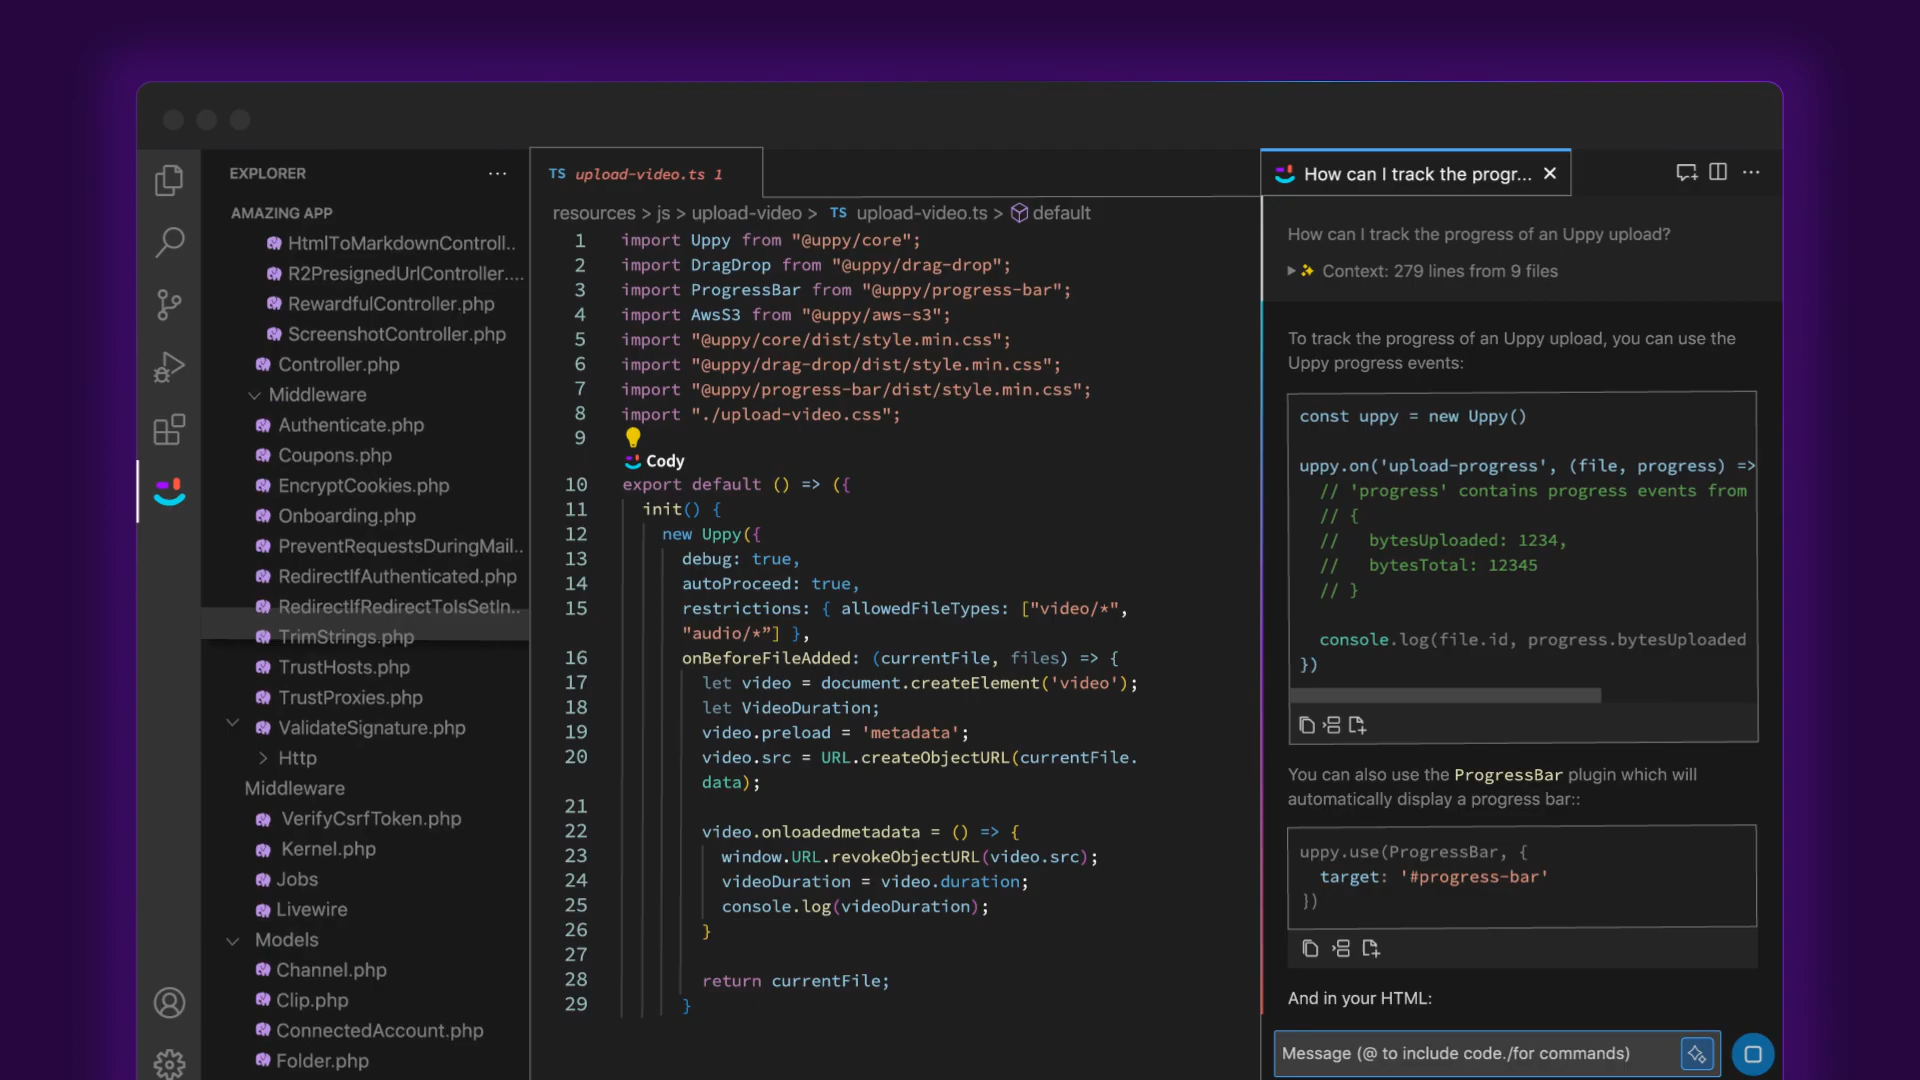 EXPLORER
AMAZING APP
HtmlToMarkdownControll..
R2PresignedUrlController....
RewardfulController.php
ScreenshotController.php
Controller.php
Middleware
Authenticate.php
Coupons.php
EncryptCookies.php
Onboarding.php
PreventRequestsDuringMail..
RedirectIfAuthenticated.php
RedirectIfRedirectToIsSetIn..
TrimStrings.php
TrustHosts.php
TrustProxies.php
ValidateSignature.php
Http
Middleware
VerifyCsrfToken.php
Kernel.php
Jobs
Livewire
Models
Channel.php
Clip.php
ConnectedAccount.php
Folder.php
TS upload-video.ts 1
resources > js > upload-video > TS upload-video.ts > default
1 import Uppy from "@uppy/core";
2 import DragDrop from "@uppy/drag-drop";
3 import ProgressBar from "@uppy/progress-bar";
4 import AwsS3 from "@uppy/aws-s3";
5 import "@uppy/core/dist/style.min.css";
6 import "@uppy/drag-drop/dist/style.min.css";
7 import "@uppy/progress-bar/dist/style.min.css";
8 import "./upload-video.css";
9
Cody
10 export default () => ({
11 init() {
12 new Uppy({
13 debug: true,
14 autoProceed: true,
15 restrictions: { allowedFileTypes: ["video/*",
"audio/*”] },
16 onBeforeFileAdded: (currentFile, files) => {
17 let video = document.createElement('video');
18 let VideoDuration;
19 video.preload = 'metadata';
20 video.src = URL.createObjectURL(currentFile.
data);
21
22 video.onloadedmetadata = () => {
23 window.URL.revokeObjectURL(video.src);
24 videoDuration = video.duration;
25 console.log(videoDuration);
26 }
27
28 return currentFile;
29 }
How can I track the progr...
How can I track the progress of an Uppy upload?
Context: 279 lines from 9 files
To track the progress of an Uppy upload, you can use the
Uppy progress events:
const uppy = new Uppy()
uppy.on('upload-progress', (file, progress) =>
// 'progress' contains progress events from
// {
// bytesUploaded: 1234,
// bytesTotal: 12345
// }
console.log(file.id, progress.bytesUploaded
})
You can also use the ProgressBar plugin which will
automatically display a progress bar::
uppy.use(ProgressBar, {
target: '#progress-bar'
})
And in your HTML:
Message (@ to include code./for commands)